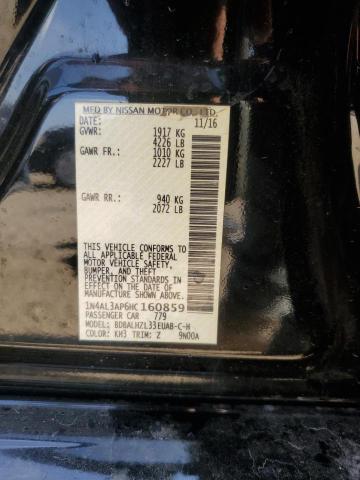 MFD BY NISSAN MOTOR CO., LTD.
DATE: 11/16
GVWR: 1917 KG
4226 LB
GAWR FR.: 1010 KG
2227 LB
GAWR RR.: 940 KG
2072 LB
THIS VEHICLE CONFORMS TO
ALL APPLICABLE FEDERAL
MOTOR VEHICLE SAFETY,
BUMPER, AND THEFT
PREVENTION STANDARDS IN
EFFECT ON THE DATE OF
MANUFACTURE SHOWN ABOVE.
1N4AL3AP6HC160859
PASSENGER CAR 779
MODEL: BDBALHZL33EUAB-C-H
COLOR: KH3 TRIM: Z 9N00A